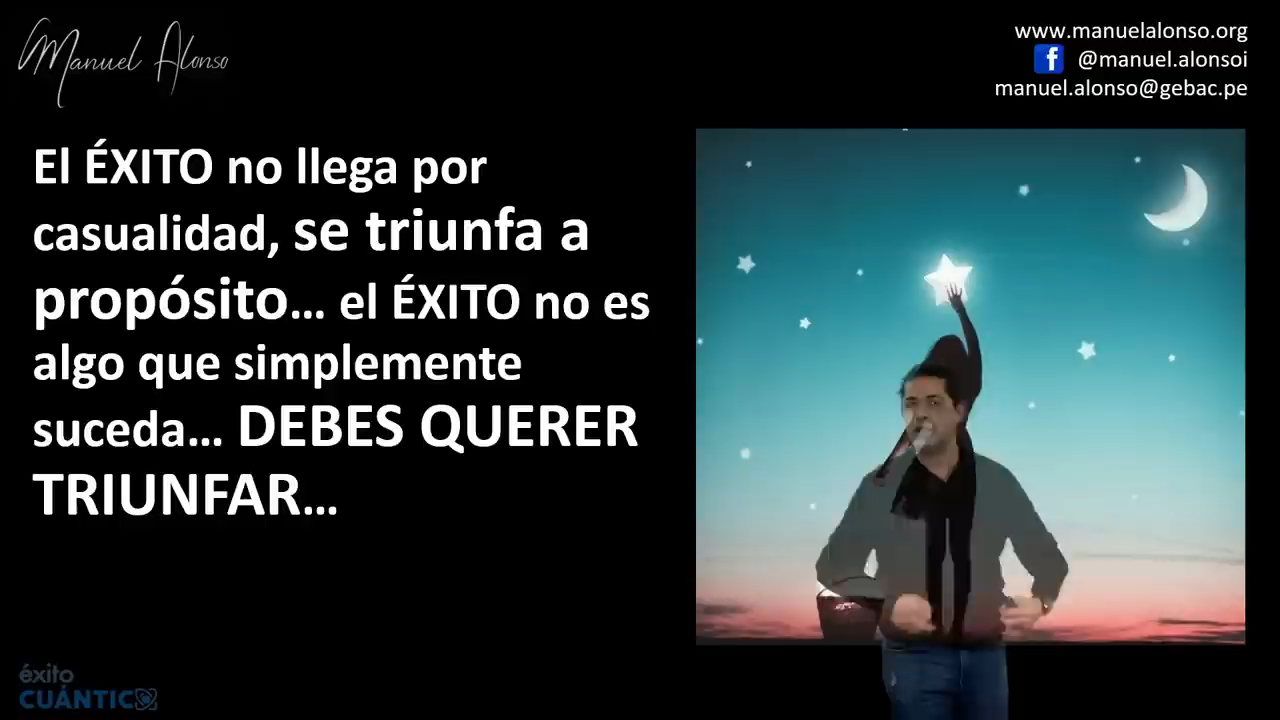 Manuel Alonso
www.manuelalonso.org
@manuel.alonsoi
manuel.alonso@gebac.pe
El ÉXITO no llega por
casualidad, se triunfa a
propósito... el ÉXITO no es
algo que simplemente
suceda... DEBES QUERER
TRIUNFAR...
éxito
CUÁNTICO